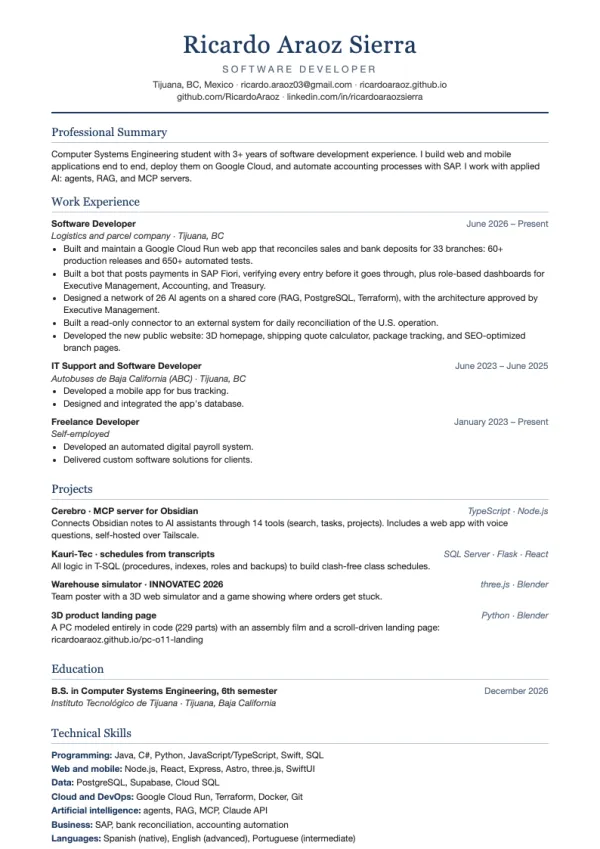 Ricardo Araoz Sierra
SOFTWARE DEVELOPER
Tijuana, BC, Mexico · ricardo.araoz03@gmail.com · ricardoaraoz.github.io
github.com/RicardoAraoz · linkedin.com/in/ricardoaraozsierra
Professional Summary
Computer Systems Engineering student with 3+ years of software development experience. I build web and mobile
applications end to end, deploy them on Google Cloud, and automate accounting processes with SAP. I work with applied
AI: agents, RAG, and MCP servers.
Work Experience
Software Developer June 2026 – Present
Logistics and parcel company · Tijuana, BC
• Built and maintain a Google Cloud Run web app that reconciles sales and bank deposits for 33 branches: 60+
production releases and 650+ automated tests.
• Built a bot that posts payments in SAP Fiori, verifying every entry before it goes through, plus role-based dashboards for
Executive Management, Accounting, and Treasury.
• Designed a network of 26 AI agents on a shared core (RAG, PostgreSQL, Terraform), with the architecture approved by
Executive Management.
• Built a read-only connector to an external system for daily reconciliation of the U.S. operation.
• Developed the new public website: 3D homepage, shipping quote calculator, package tracking, and SEO-optimized
branch pages.
IT Support and Software Developer June 2023 – June 2025
Autobuses de Baja California (ABC) · Tijuana, BC
• Developed a mobile app for bus tracking.
• Designed and integrated the app's database.
Freelance Developer January 2023 – Present
Self-employed
• Developed an automated digital payroll system.
• Delivered custom software solutions for clients.
Projects
Cerebro · MCP server for Obsidian TypeScript · Node.js
Connects Obsidian notes to AI assistants through 14 tools (search, tasks, projects). Includes a web app with voice
questions, self-hosted over Tailscale.
Kauri-Tec · schedules from transcripts SQL Server · Flask · React
All logic in T-SQL (procedures, indexes, roles and backups) to build clash-free class schedules.
Warehouse simulator · INNOVATEC 2026 three.js · Blender
Team poster with a 3D web simulator and a game showing where orders get stuck.
3D product landing page Python · Blender
A PC modeled entirely in code (229 parts) with an assembly film and a scroll-driven landing page:
ricardoaraoz.github.io/pc-o11-landing
Education
B.S. in Computer Systems Engineering, 6th semester December 2026
Instituto Tecnológico de Tijuana · Tijuana, Baja California
Technical Skills
Programming: Java, C#, Python, JavaScript/TypeScript, Swift, SQL
Web and mobile: Node.js, React, Express, Astro, three.js, SwiftUI
Data: PostgreSQL, Supabase, Cloud SQL
Cloud and DevOps: Google Cloud Run, Terraform, Docker, Git
Artificial intelligence: agents, RAG, MCP, Claude API
Business: SAP, bank reconciliation, accounting automation
Languages: Spanish (native), English (advanced), Portuguese (intermediate)